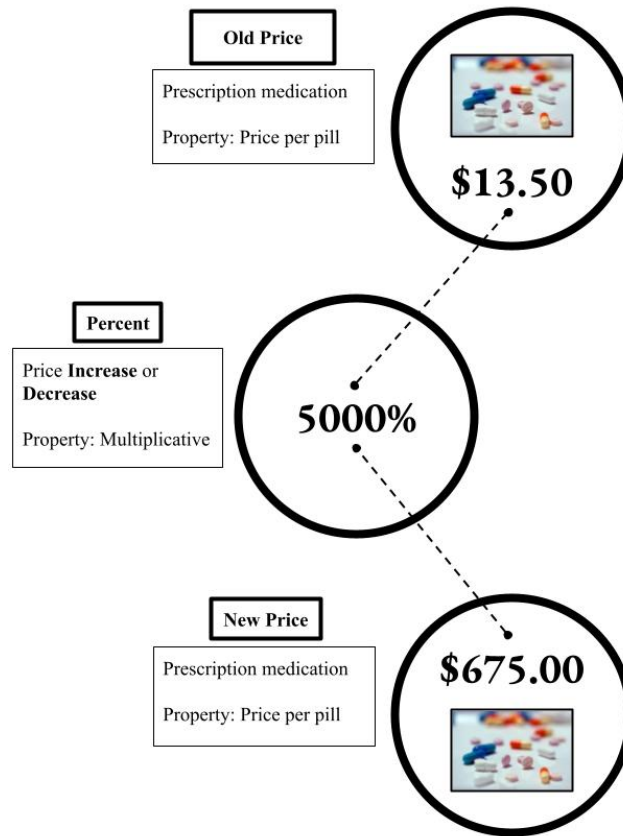 Old Price
Prescription medication
Property: Price per pill
$13.50
Percent
Price Increase or
Decrease
Property: Multiplicative
5000%
New Price
Prescription medication
Property: Price per pill
$675.00